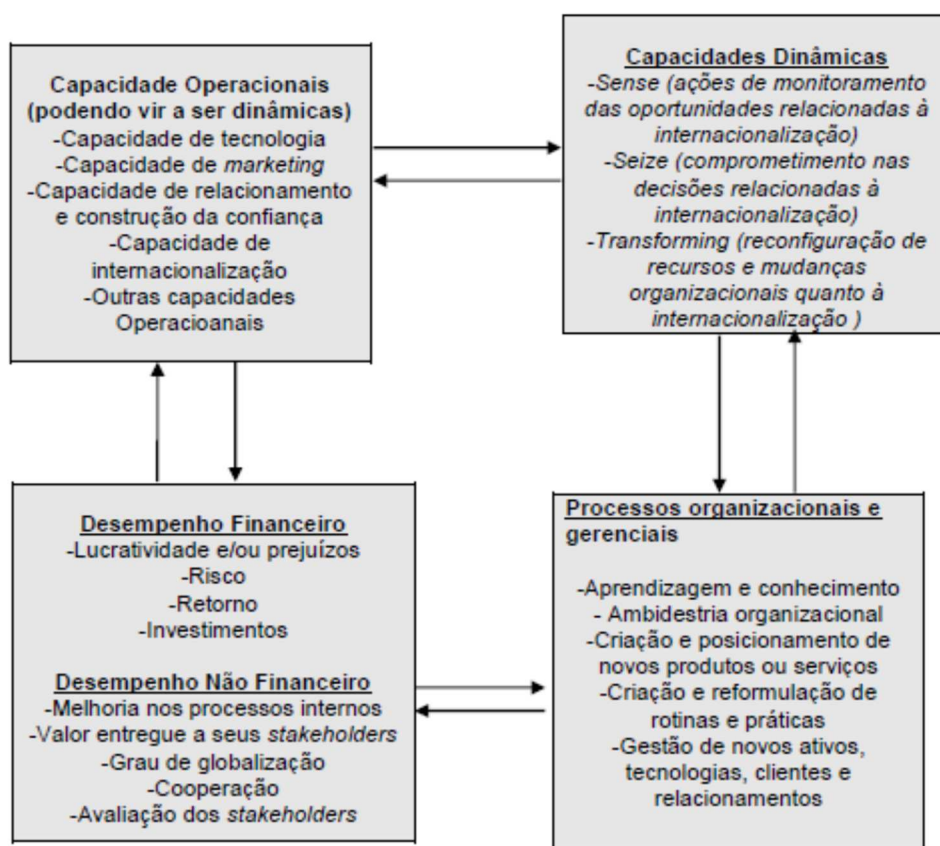 Capacidade Operacionais
(podendo vir a ser dinâmicas)
-Capacidade de tecnologia
-Capacidade de marketing
-Capacidade de relacionamento
e construção da confiança
-Capacidade de
internacionalização
-Outras capacidades
Operacioanais
Capacidades Dinâmicas
-Sense (ações de monitoramento
das oportunidades relacionadas à
internacionalização)
-Seize (comprometimento nas
decisões relacionadas à
internacionalização)
-Transforming (reconfiguração de
recursos e mudanças
organizacionais quanto à
internacionalização )
Desempenho Financeiro
-Lucratividade e/ou prejuízos
-Risco
-Retorno
-Investimentos
Desempenho Não Financeiro
-Melhoria nos processos internos
-Valor entregue a seus stakeholders
-Grau de globalização
-Cooperação
-Avaliação dos stakeholders
Processos organizacionais e
gerenciais
-Aprendizagem e conhecimento
- Ambidestria organizacional
-Criação e posicionamento de
novos produtos ou serviços
-Criação e reformulação de
rotinas e práticas
-Gestão de novos ativos,
tecnologias, clientes e
relacionamentos